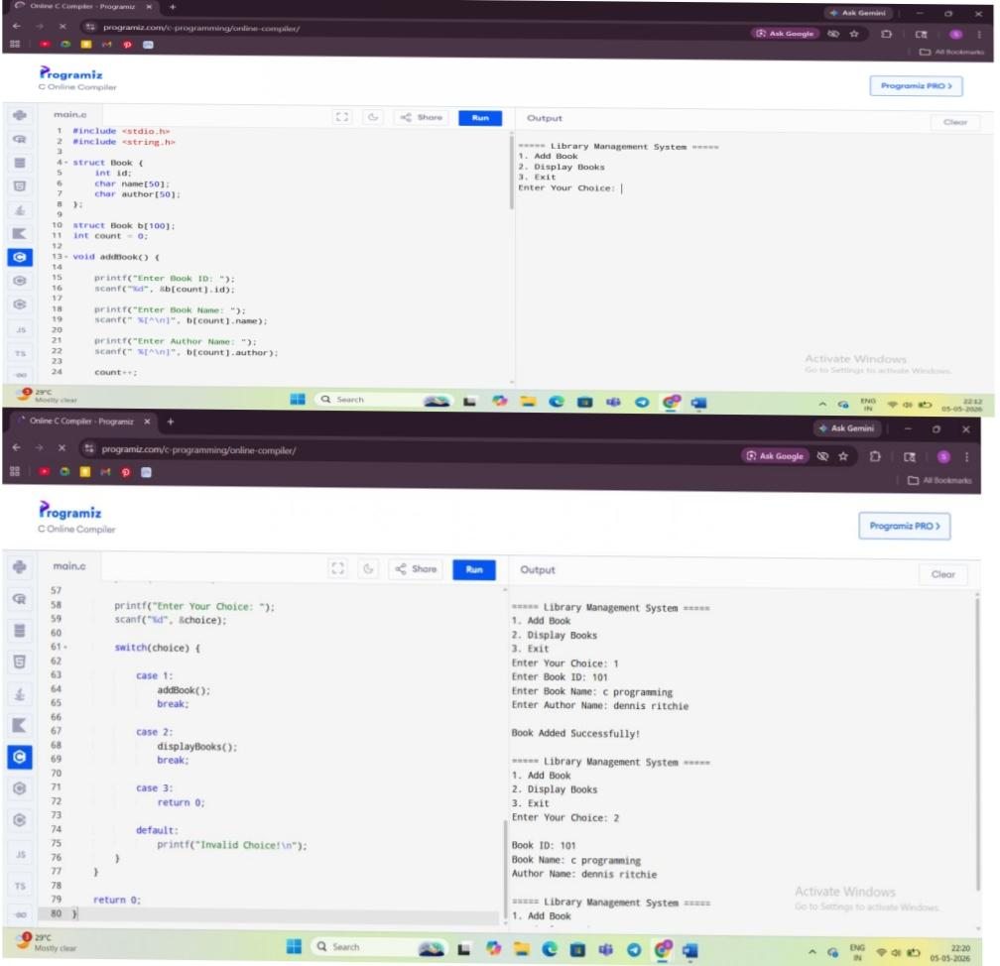 Online C Compiler - Programiz
Ask Gemini
programiz.com/c-programming/online-compiler/
Ask Google
All Bookmarks
Programiz
C Online Compiler
Programiz PRO >
main.c
Share
Run
Output
Clear
1 #include <stdio.h>
2 #include <string.h>
3
4 struct Book {
5 int id;
6 char name[50];
7 char author[50];
8 };
9
10 struct Book b[100];
11 int count = 0;
12
13 void addBook() {
14
15 printf("Enter Book ID: ");
16 scanf("%d", &b[count].id);
17
18 printf("Enter Book Name: ");
19 scanf(" %[^\n]", b[count].name);
20
21 printf("Enter Author Name: ");
22 scanf(" %[^\n]", b[count].author);
23
24 count++;
JS
TS
===== Library Management System =====
1. Add Book
2. Display Books
3. Exit
Enter Your Choice:
Activate Windows
Go to Settings to activate Windows.
29°C
Mostly clear
Search
ENG
IN
22:12
05-05-2026
Online C Compiler - Programiz
Ask Gemini
programiz.com/c-programming/online-compiler/
Ask Google
All Bookmarks
Programiz
C Online Compiler
Programiz PRO >
main.c
Share
Run
Output
Clear
57
58 printf("Enter Your Choice: ");
59 scanf("%d", &choice);
60
61 switch(choice) {
62
63 case 1:
64 addBook();
65 break;
66
67 case 2:
68 displayBooks();
69 break;
70
71 case 3:
72 return 0;
73
74 default:
75 printf("Invalid Choice!\n");
76 }
77 }
78
79 return 0;
80 }
JS
TS
===== Library Management System =====
1. Add Book
2. Display Books
3. Exit
Enter Your Choice: 1
Enter Book ID: 101
Enter Book Name: c programming
Enter Author Name: dennis ritchie
Book Added Successfully!
===== Library Management System =====
1. Add Book
2. Display Books
3. Exit
Enter Your Choice: 2
Book ID: 101
Book Name: c programming
Author Name: dennis ritchie
===== Library Management System =====
1. Add Book
Activate Windows
Go to Settings to activate Windows.
29°C
Mostly clear
Search
ENG
IN
22:20
05-05-2026